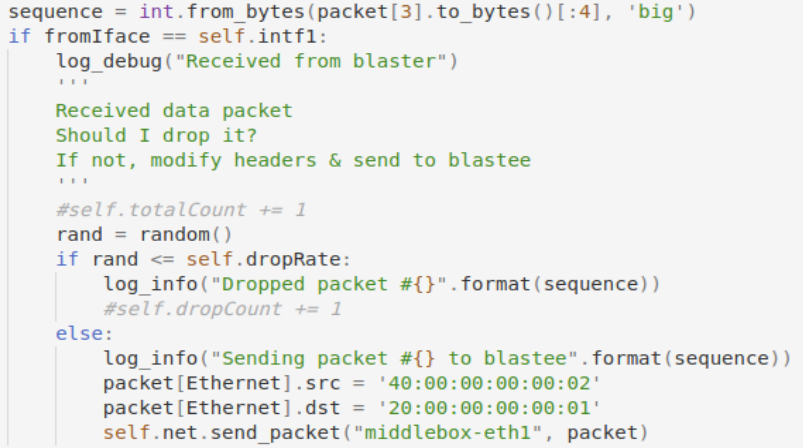 sequence = int.from_bytes(packet[3].to_bytes()[:4], 'big')
if fromIface == self.intf1:
    log_debug("Received from blaster")
    '''
    Received data packet
    Should I drop it?
    If not, modify headers & send to blastee
    '''
    #self.totalCount += 1
    rand = random()
    if rand <= self.dropRate:
        log_info("Dropped packet #{}".format(sequence))
        #self.dropCount += 1
    else:
        log_info("Sending packet #{} to blastee".format(sequence))
        packet[Ethernet].src = '40:00:00:00:00:02'
        packet[Ethernet].dst = '20:00:00:00:00:01'
        self.net.send_packet("middlebox-eth1", packet)